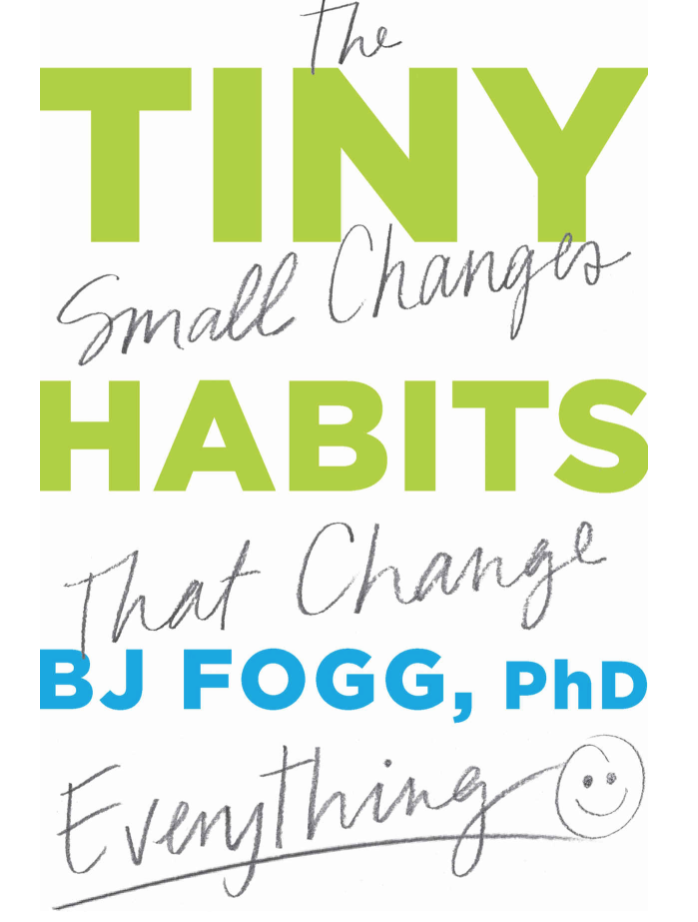 The
TINY
Small Changes
HABITS
That Change
BJ FOGG, PhD
Everything